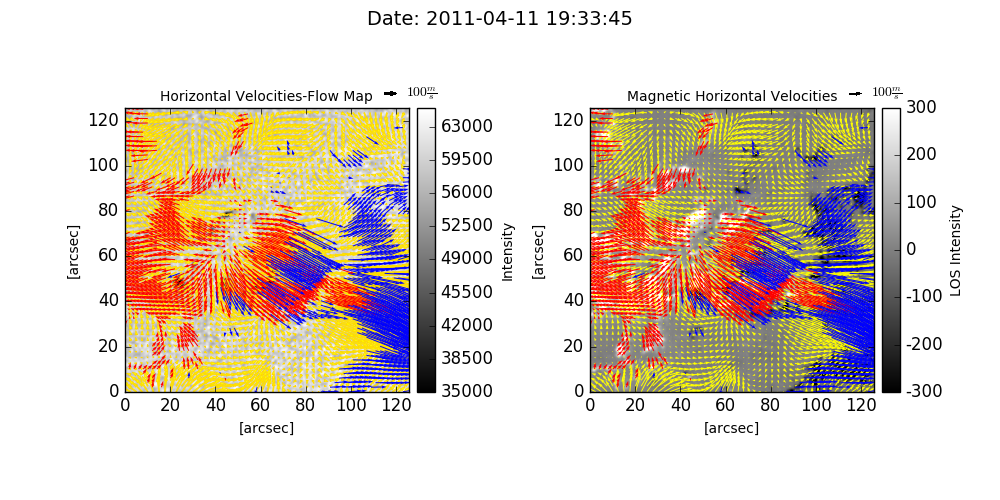 Date: 2011-04-11 19:33:45
Horizontal Velocities-Flow Map
100 m/s
120
100
80
60
40
20
0
[arcsec]
0 20 40 60 80 100 120
[arcsec]
63000
59500
56000
52500
49000
45500
42000
38500
35000
Intensity
Magnetic Horizontal Velocities
100 m/s
120
100
80
60
40
20
0
[arcsec]
0 20 40 60 80 100 120
[arcsec]
300
200
100
0
-100
-200
-300
LOS Intensity